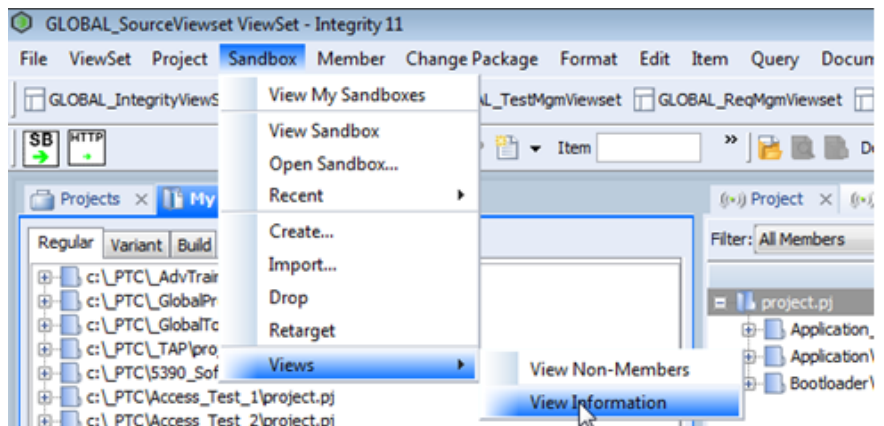 GLOBAL_SourceViewset ViewSet - Integrity 11
File ViewSet Project Sandbox Member Change Package Format Edit Item Query Docum
GLOBAL_IntegrityViewS
View My Sandboxes
AL_TestMgmViewset GLOBAL_ReqMgmViewset
SB HTTP
View Sandbox
Item
»
Open Sandbox...
Projects My
Recent
Project
Regular Variant Build
Create...
Filter: All Members
c:\_PTC\_AdvTrair
Import...
c:\_PTC\_GlobalPr
Drop
project.pj
c:\_PTC\_GlobalTo
Retarget
Application_
c:\_PTC\_TAP\pro
Views
View Non-Members
Application\
c:\_PTC\5390_Sof
View Information
Bootloader\
c:\_PTC\Access_Test_1\project.pj
c:\_PTC\Access_Test_2\project.pj